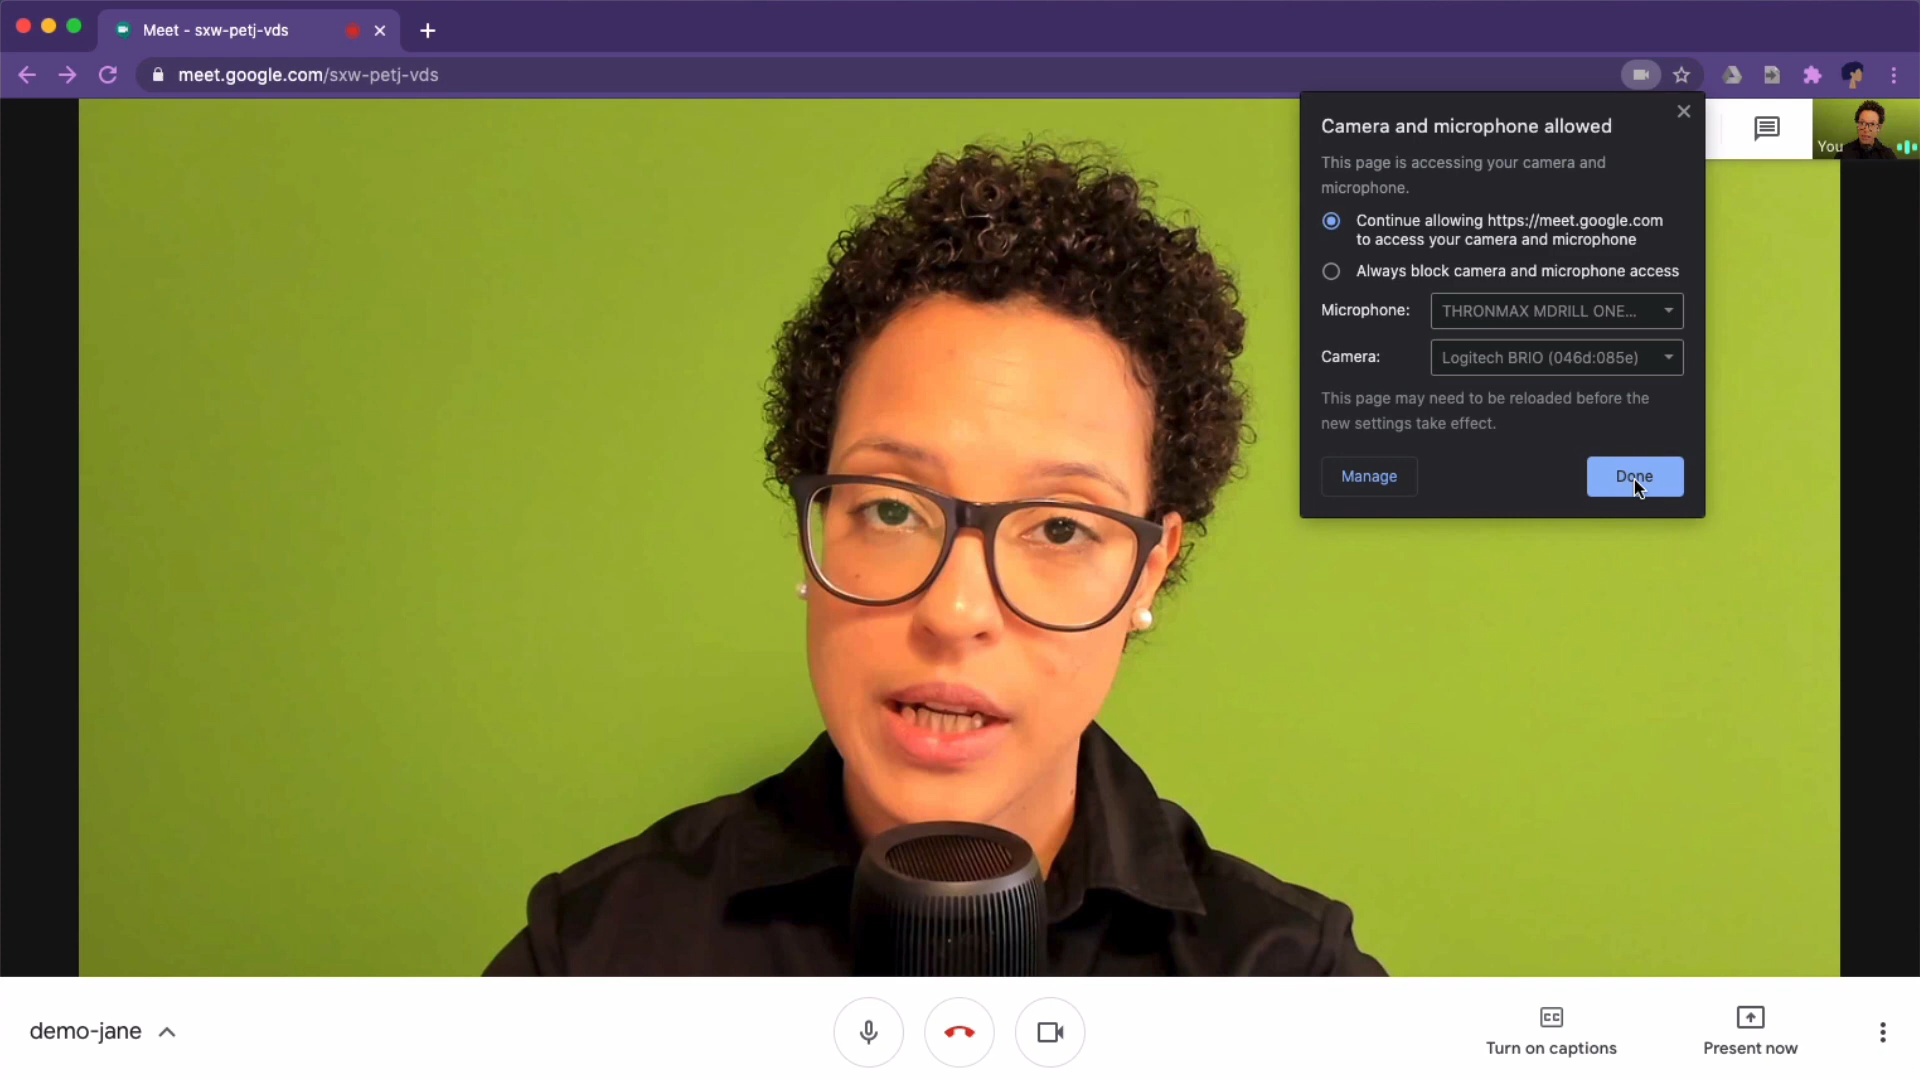 Meet - sxw-petj-vds
meet.google.com/sxw-petj-vds
Camera and microphone allowed
This page is accessing your camera and
microphone.
Continue allowing https://meet.google.com
to access your camera and microphone
Always block camera and microphone access
Microphone: THRONMAX MDRILL ONE...
Camera: Logitech BRIO (046d:085e)
This page may need to be reloaded before the
new settings take effect.
Manage Done
You
demo-jane
CC
Turn on captions
Present now